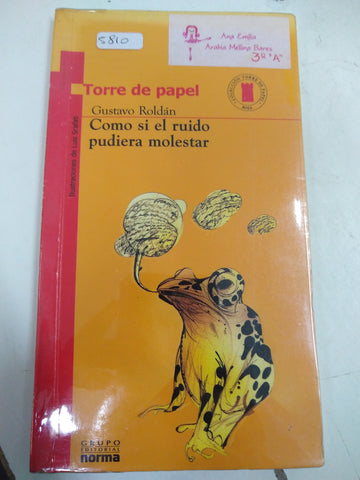 5810
Ana Emilia
Arabia Mellina Bares
3º "A"
Torre de papel
Gustavo Roldán
Como si el ruido
pudiera molestar
Ilustraciones de Luis Scafati
GRUPO
EDITORIAL
norma